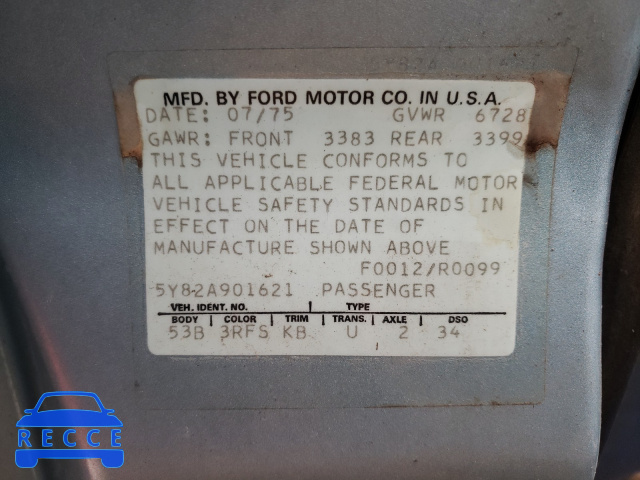 MFD. BY FORD MOTOR CO. IN U.S.A.
DATE: 07/75 GVWR 6728
GAWR: FRONT 3383 REAR 3399
THIS VEHICLE CONFORMS TO
ALL APPLICABLE FEDERAL MOTOR
VEHICLE SAFETY STANDARDS IN
EFFECT ON THE DATE OF
MANUFACTURE SHOWN ABOVE
F0012/R0099
5Y82A901621 PASSENGER
VEH. IDENT. NO. TYPE
BODY COLOR TRIM TRANS. AXLE DSO
53B 3RFS KB U 2 34
RECCE